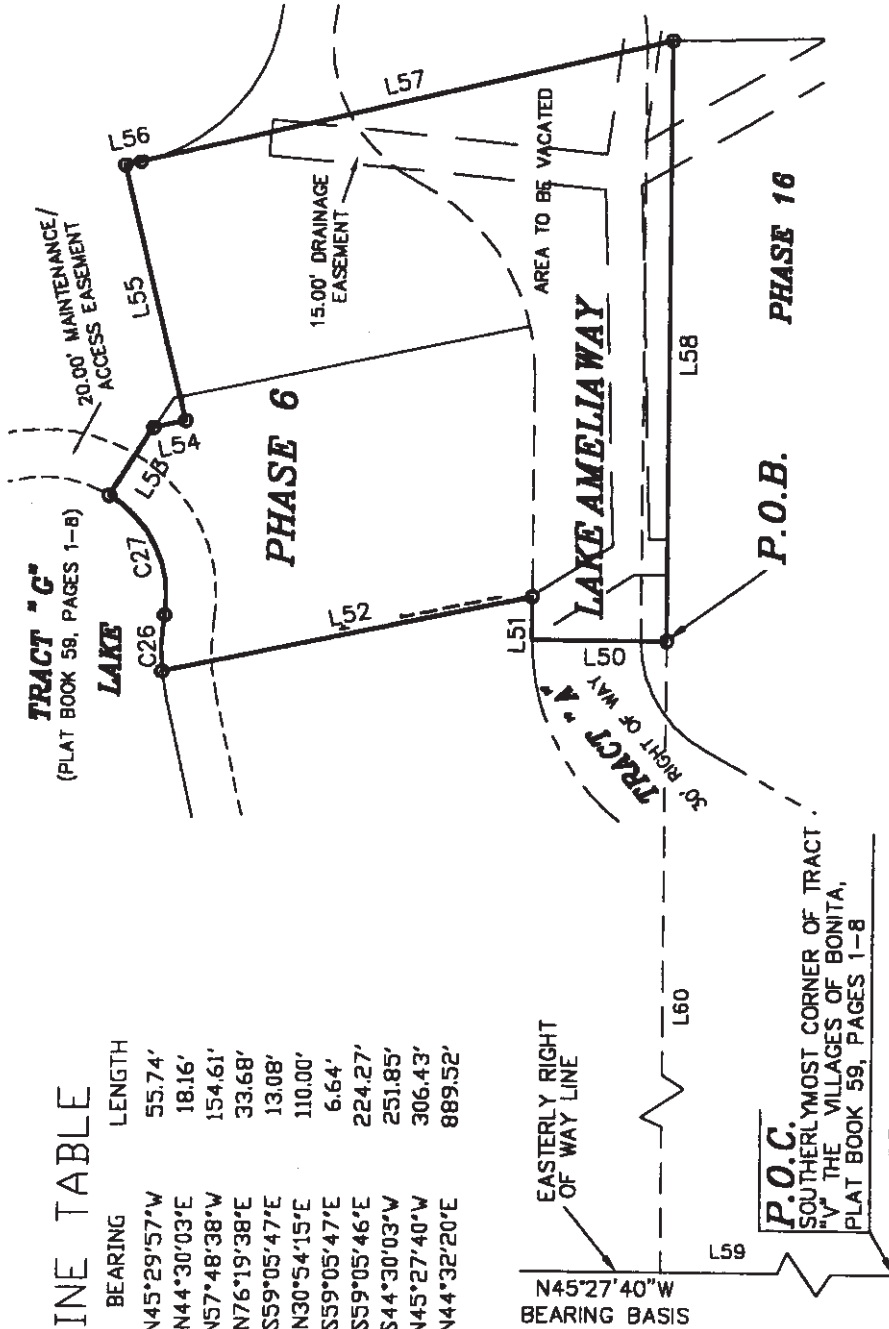 INE TABLE
BEARING LENGTH
N45°29'57"W 55.74'
N44°30'03"E 18.16'
N57°48'38"W 154.61'
N76°19'38"E 33.68'
S59°05'47"E 13.08'
N30°54'15"E 110.00'
S59°05'47"E 6.64'
S59°05'46"E 224.27'
S44°30'03"W 251.85'
N45°27'40"W 306.43'
N44°32'20"E 889.52'
TRACT "G"
(PLAT BOOK 59, PAGES 1-8)
LAKE
20.00' MAINTENANCE/
ACCESS EASEMENT
C26
C27
L53
L54
L55
L56
L57
PHASE 6
15.00' DRAINAGE
EASEMENT
L52
AREA TO BE VACATED
LAKE AMELIA WAY
L51
L50
L58
PHASE 16
P.O.B.
TRACT "A"
30' RIGHT OF WAY
EASTERLY RIGHT
OF WAY LINE
L60
L59
N45°27'40"W
BEARING BASIS
P.O.C.
SOUTHERLYMOST CORNER OF TRACT
"V" THE VILLAGES OF BONITA,
PLAT BOOK 59, PAGES 1-8